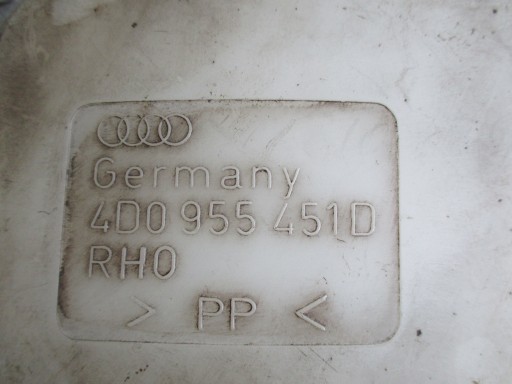 Germany
4D0 955 451D
RHO
> PP <